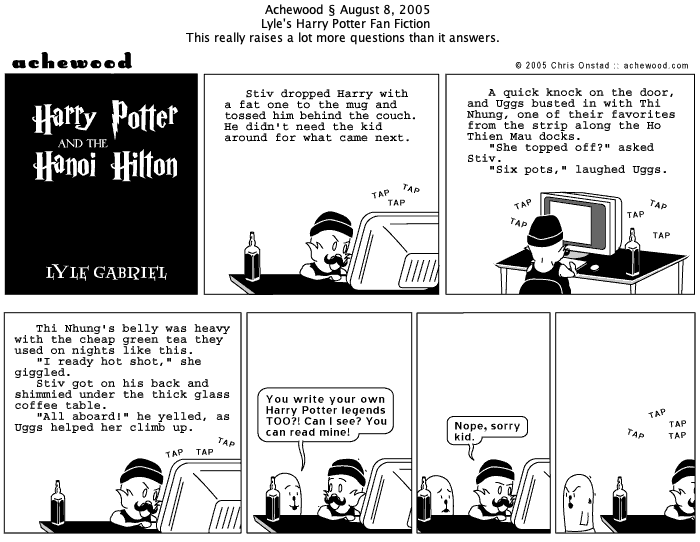 Achewood § August 8, 2005
Lyle's Harry Potter Fan Fiction
This really raises a lot more questions than it answers.
achewood
© 2005 Chris Onstad :: achewood.com
Harry Potter
AND THE
Hanoi Hilton
LYLE GABRIEL
Stiv dropped Harry with
a fat one to the mug and
tossed him behind the couch.
He didn't need the kid
around for what came next.
TAP
TAP
TAP
A quick knock on the door,
and Uggs busted in with Thi
Nhung, one of their favorites
from the strip along the Ho
Thien Mau docks.
"She topped off?" asked
Stiv.
"Six pots," laughed Uggs.
TAP
TAP
TAP
TAP
TAP
Thi Nhung's belly was heavy
with the cheap green tea they
used on nights like this.
"I ready hot shot," she
giggled.
Stiv got on his back and
shimmied under the thick glass
coffee table.
"All aboard!" he yelled, as
Uggs helped her climb up.
TAP
TAP
TAP
You write your own
Harry Potter legends
TOO?! Can I see? You
can read mine!
Nope, sorry
kid.
TAP
TAP
TAP
TAP